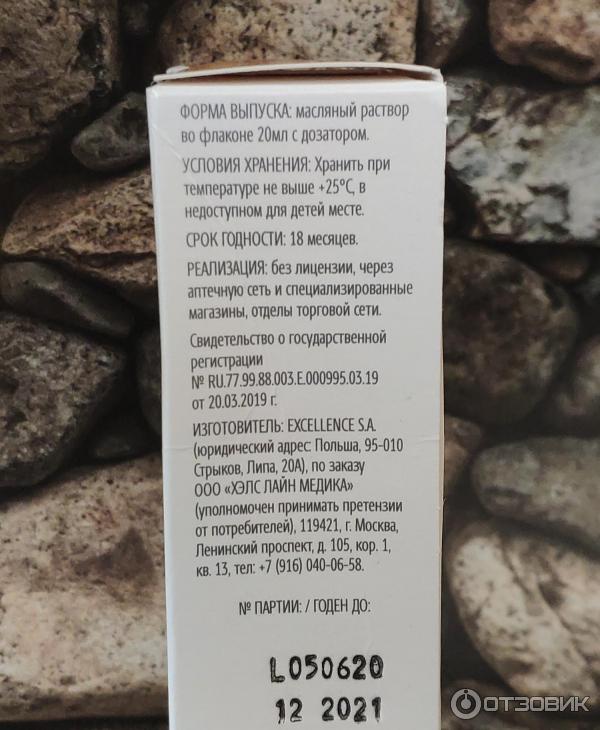 ФОРМА ВЫПУСКА: масляный раствор
во флаконе 20мл с дозатором.
УСЛОВИЯ ХРАНЕНИЯ: Хранить при
температуре не выше +25°С, в
недоступном для детей месте.
СРОК ГОДНОСТИ: 18 месяцев.
РЕАЛИЗАЦИЯ: без лицензии, через
аптечную сеть и специализированные
магазины, отделы торговой сети.
Свидетельство о государственной
регистрации
№ RU.77.99.88.003.Е.000995.03.19
от 20.03.2019 г.
ИЗГОТОВИТЕЛЬ: EXCELLENCE S.A.
(юридический адрес: Польша, 95-010
Стрыков, Липа, 20А), по заказу
ООО «ХЭЛС ЛАЙН МЕДИКА»
(уполномочен принимать претензии
от потребителей), 119421, г. Москва,
Ленинский проспект, д. 105, кор. 1,
кв. 13, тел: +7 (916) 040-06-58.
№ ПАРТИИ: / ГОДЕН ДО:
L050620
12 2021
ОТЗОВИК